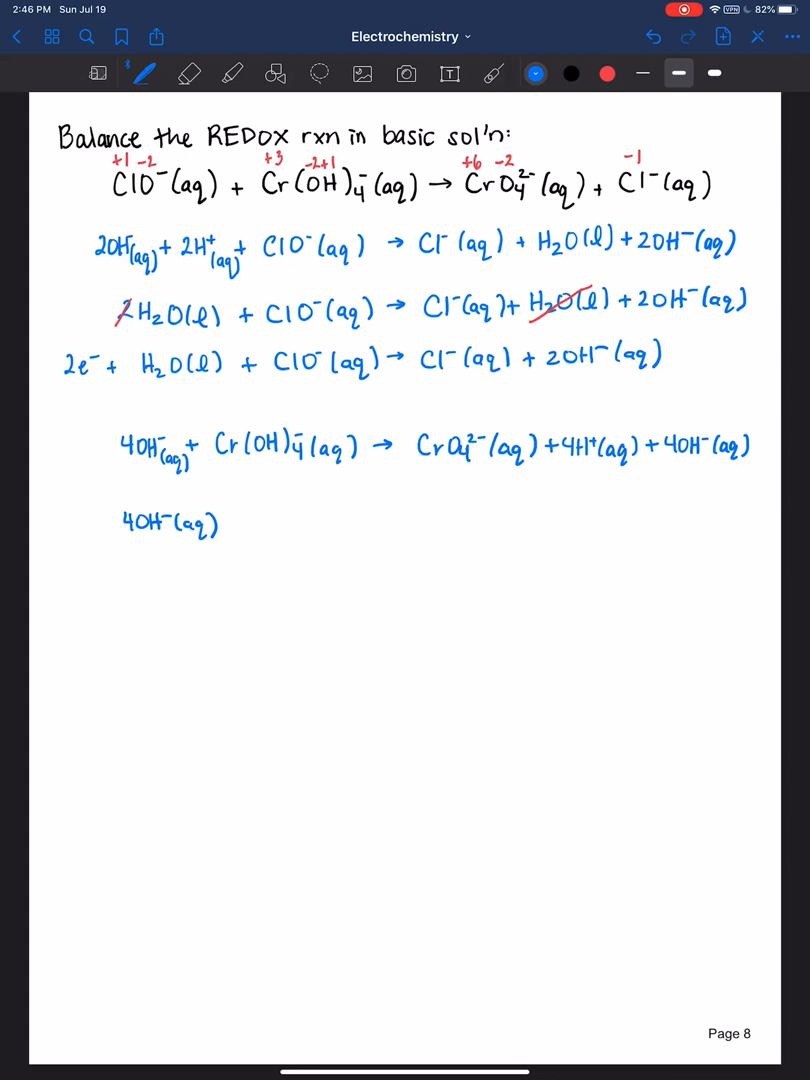 2:46 PM Sun Jul 19 VPN 82%
Electrochemistry
T
Balance the REDOX rxn in basic sol'n:
+1 -2 +3 -2+1 +6 -2 -1
ClO⁻(aq) + Cr(OH)₄⁻(aq) → CrO₄²⁻(aq) + Cl⁻(aq)
2OH⁻(aq) + 2H⁺(aq) + ClO⁻(aq) → Cl⁻(aq) + H₂O(l) + 2OH⁻(aq)
2H₂O(l) + ClO⁻(aq) → Cl⁻(aq) + H₂O(l) + 2OH⁻(aq)
2e⁻ + H₂O(l) + ClO⁻(aq) → Cl⁻(aq) + 2OH⁻(aq)
4OH⁻(aq) + Cr(OH)₄⁻(aq) → CrO₄²⁻(aq) + 4H⁺(aq) + 4OH⁻(aq)
4OH⁻(aq)
Page 8